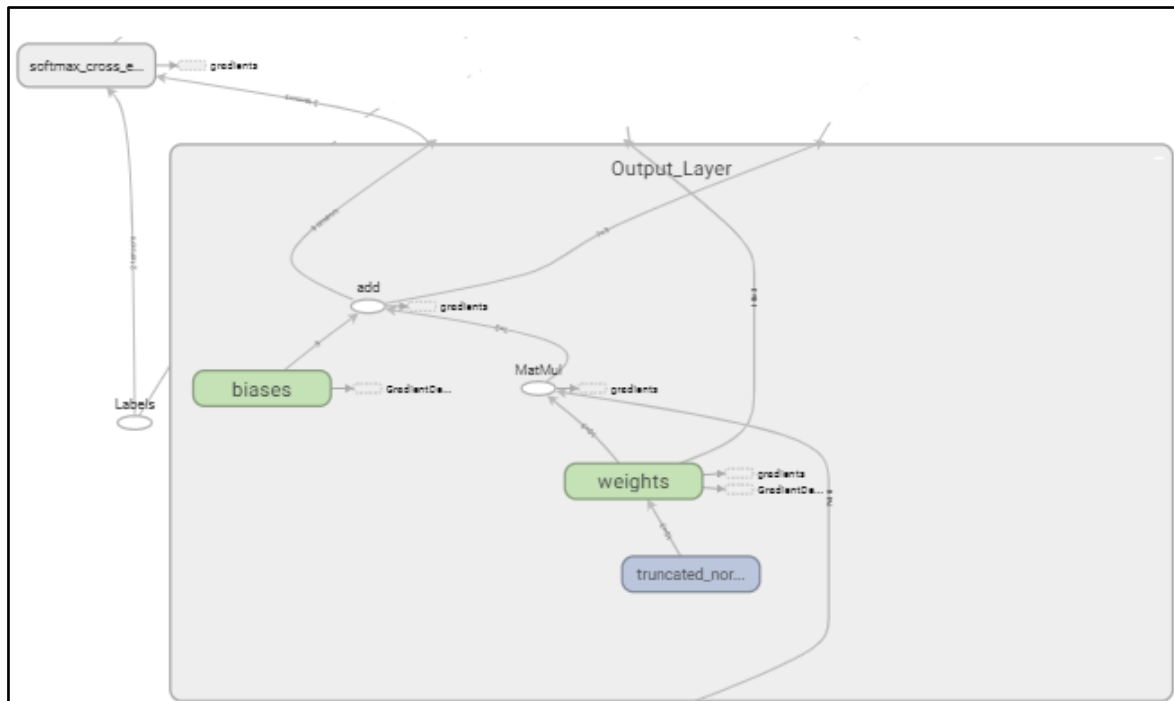 softmax_cross_e...
gradients
Output_Layer
add
gradients
biases
GradientDe...
MatMul
gradients
Labels
weights
gradients
GradientDe...
truncated_nor...